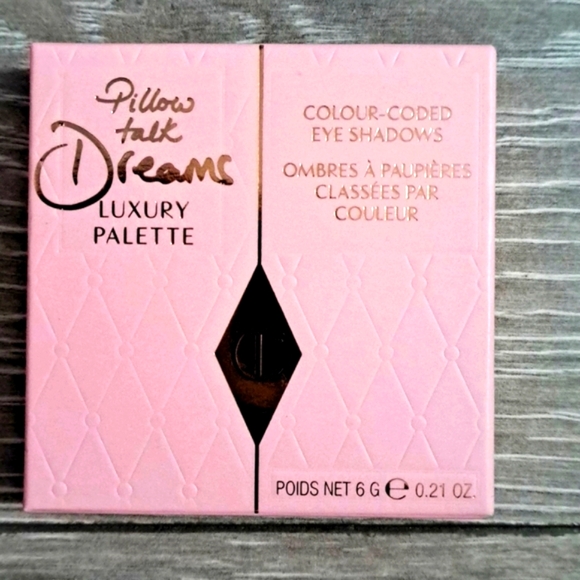 Pillow
talk
Dreams
LUXURY
PALETTE
COLOUR-CODED
EYE SHADOWS
OMBRES À PAUPIÈRES
CLASSÉES PAR
COULEUR
POIDS NET 6 G ℮ 0.21 OZ.